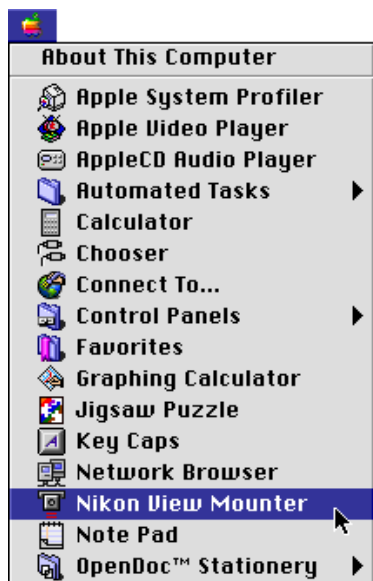 About This Computer
Apple System Profiler
Apple Video Player
AppleCD Audio Player
Automated Tasks
Calculator
Chooser
Connect To...
Control Panels
Favorites
Graphing Calculator
Jigsaw Puzzle
Key Caps
Network Browser
Nikon View Mounter
Note Pad
OpenDoc™ Stationery